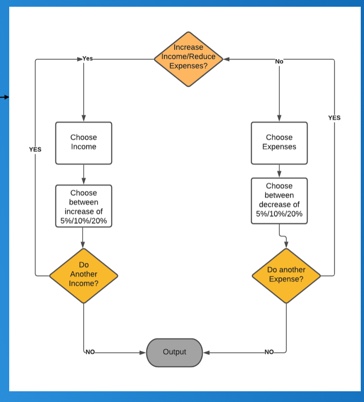 Increase
Income/Reduce
Expenses?
Yes
No
YES
YES
Choose
Income
Choose
Expenses
Choose
between
increase of
5%/10%/20%
Choose
between
decrease of
5%/10%/20%
Do
Another
Income?
Do another
Expense?
NO
Output
NO